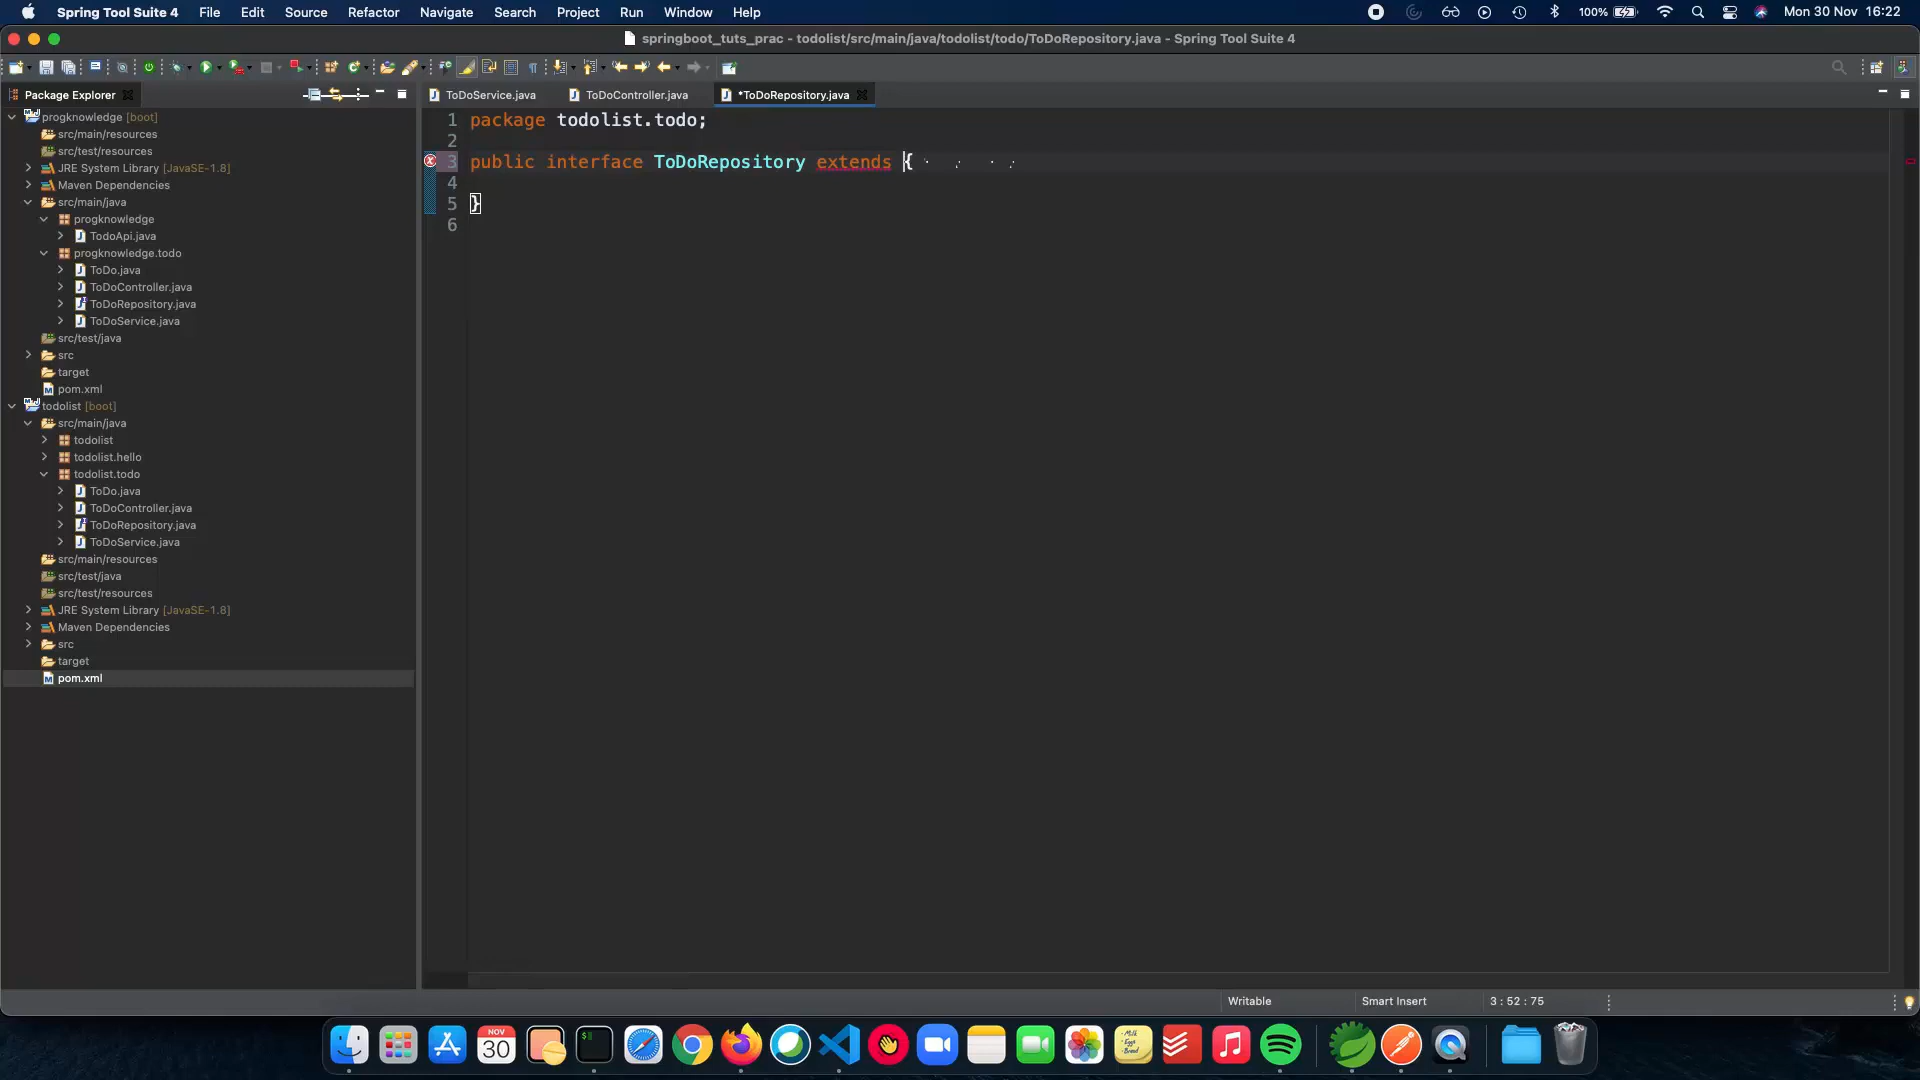 Spring Tool Suite 4 File Edit Source Refactor Navigate Search Project Run Window Help 100% Mon 30 Nov 16:22
springboot_tuts_prac - todolist/src/main/java/todolist/todo/ToDoRepository.java - Spring Tool Suite 4
Package Explorer
ToDoService.java ToDoController.java *ToDoRepository.java
progknowledge [boot]
src/main/resources
src/test/resources
JRE System Library [JavaSE-1.8]
Maven Dependencies
src/main/java
progknowledge
TodoApi.java
progknowledge.todo
ToDo.java
ToDoController.java
ToDoRepository.java
ToDoService.java
src/test/java
src
target
pom.xml
todolist [boot]
src/main/java
todolist
todolist.hello
todolist.todo
ToDo.java
ToDoController.java
ToDoRepository.java
ToDoService.java
src/main/resources
src/test/java
src/test/resources
JRE System Library [JavaSE-1.8]
Maven Dependencies
src
target
pom.xml
1 package todolist.todo;
2
3 public interface ToDoRepository extends {
4
5 }
6
Writable Smart Insert 3 : 52 : 75
NOV
30